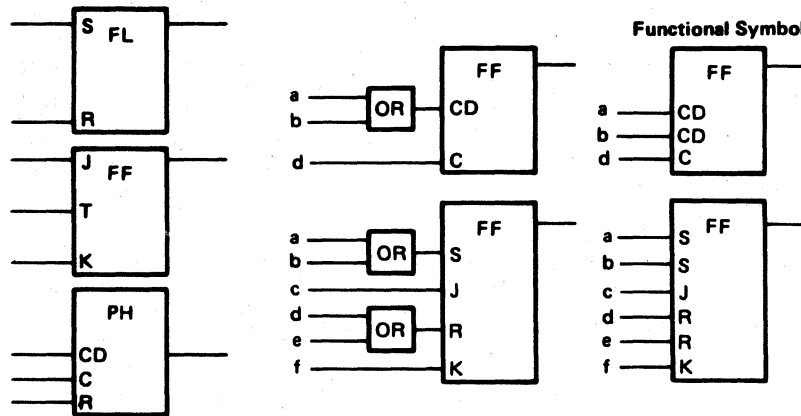 S FL
R
J FF
T
K
PH
CD
C
R
FF
a
OR CD
b
d C
FF
a
OR S
b
c J
d
OR R
e
f K
Functional Symbol
FF
a CD
b CD
d C
FF
a S
b S
c J
d R
e R
f K